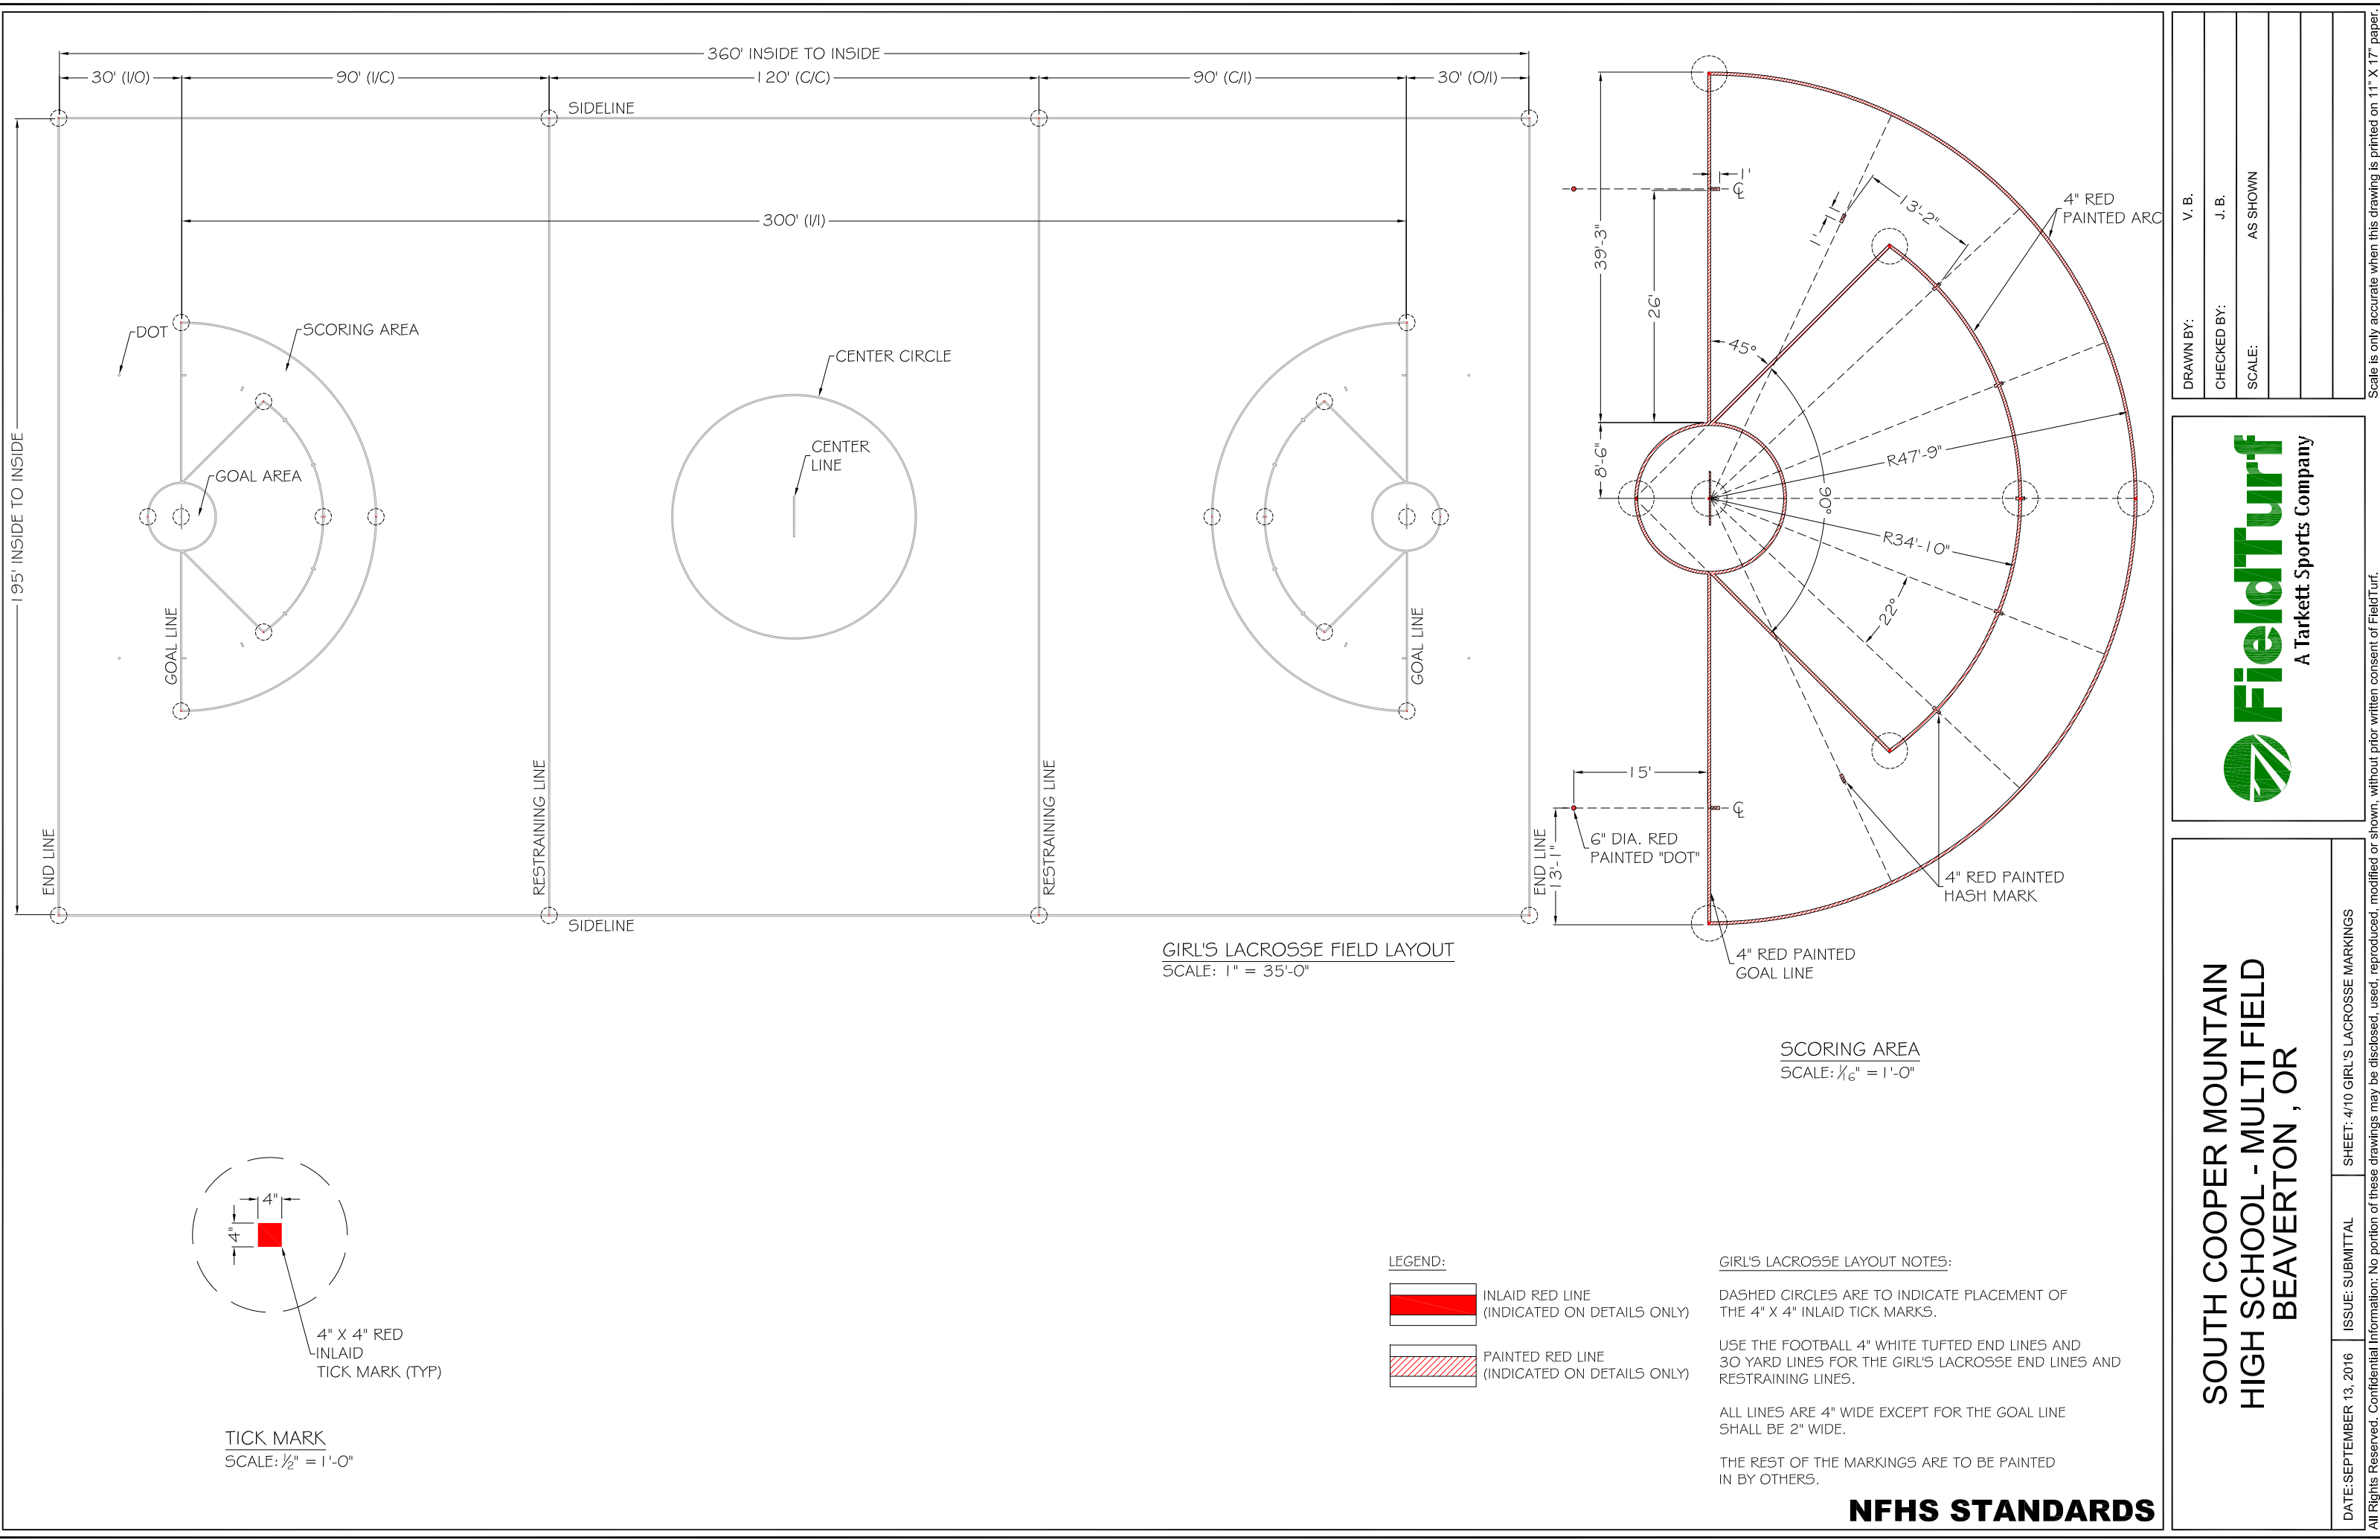 360' INSIDE TO INSIDE
30' (I/O)
90' (I/C)
120' (C/C)
90' (C/I)
30' (O/I)
SIDELINE
300' (I/I)
DOT
SCORING AREA
CENTER CIRCLE
CENTER
LINE
GOAL AREA
195' INSIDE TO INSIDE
GOAL LINE
GOAL LINE
END LINE
RESTRAINING LINE
RESTRAINING LINE
END LINE
SIDELINE
GIRL'S LACROSSE FIELD LAYOUT
SCALE: 1" = 35'-0"
39'-3"
26'
8'-6"
1'
℄
1'
13'-2"
4" RED
PAINTED ARC
45°
90°
R47'-9"
R34'-10"
22°
15'
℄
13'-1"
6" DIA. RED
PAINTED "DOT"
4" RED PAINTED
HASH MARK
4" RED PAINTED
GOAL LINE
SCORING AREA
SCALE: 1/16" = 1'-0"
4"
4"
4" X 4" RED
INLAID
TICK MARK (TYP)
TICK MARK
SCALE: 1/2" = 1'-0"
LEGEND:
INLAID RED LINE
(INDICATED ON DETAILS ONLY)
PAINTED RED LINE
(INDICATED ON DETAILS ONLY)
GIRL'S LACROSSE LAYOUT NOTES:
DASHED CIRCLES ARE TO INDICATE PLACEMENT OF
THE 4" X 4" INLAID TICK MARKS.
USE THE FOOTBALL 4" WHITE TUFTED END LINES AND
30 YARD LINES FOR THE GIRL'S LACROSSE END LINES AND
RESTRAINING LINES.
ALL LINES ARE 4" WIDE EXCEPT FOR THE GOAL LINE
SHALL BE 2" WIDE.
THE REST OF THE MARKINGS ARE TO BE PAINTED
IN BY OTHERS.
NFHS STANDARDS
DRAWN BY: V. B.
CHECKED BY: J. B.
SCALE: AS SHOWN
FieldTurf
A Tarkett Sports Company
SOUTH COOPER MOUNTAIN
HIGH SCHOOL - MULTI FIELD
BEAVERTON , OR
DATE:SEPTEMBER 13, 2016
ISSUE: SUBMITTAL
SHEET: 4/10 GIRL'S LACROSSE MARKINGS
All Rights Reserved. Confidential Information: No portion of these drawings may be disclosed, used, reproduced, modified or shown, without prior written consent of FieldTurf.
Scale is only accurate when this drawing is printed on 11" X 17" paper.